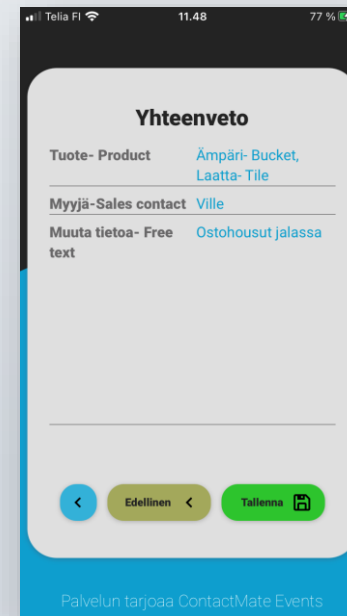 Telia FI 11.48 77 %
Yhteenveto
Tuote- Product Ämpäri- Bucket,
Laatta- Tile
Myyjä-Sales contact Ville
Muuta tietoa- Free Ostohousut jalassa
text
Edellinen Tallenna
Palvelun tarjoaa ContactMate Events